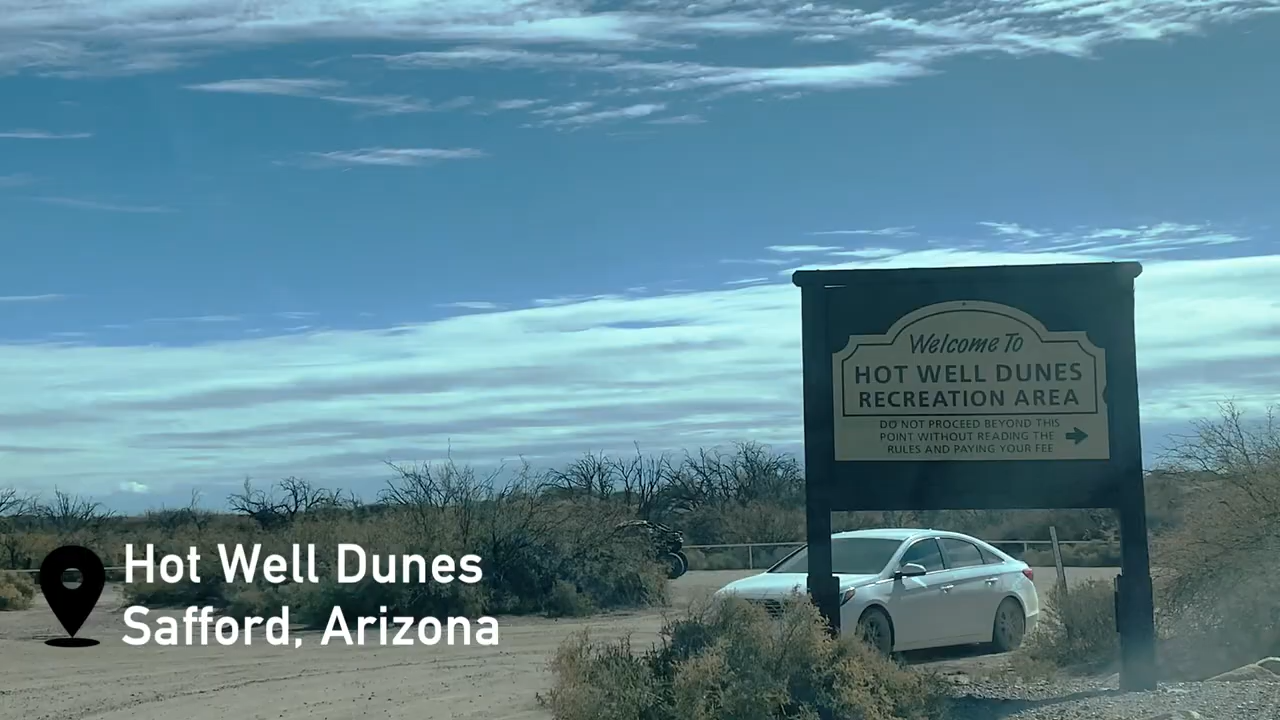 Welcome To
HOT WELL DUNES
RECREATION AREA
DO NOT PROCEED BEYOND THIS
POINT WITHOUT READING THE
RULES AND PAYING YOUR FEE
Hot Well Dunes
Safford, Arizona